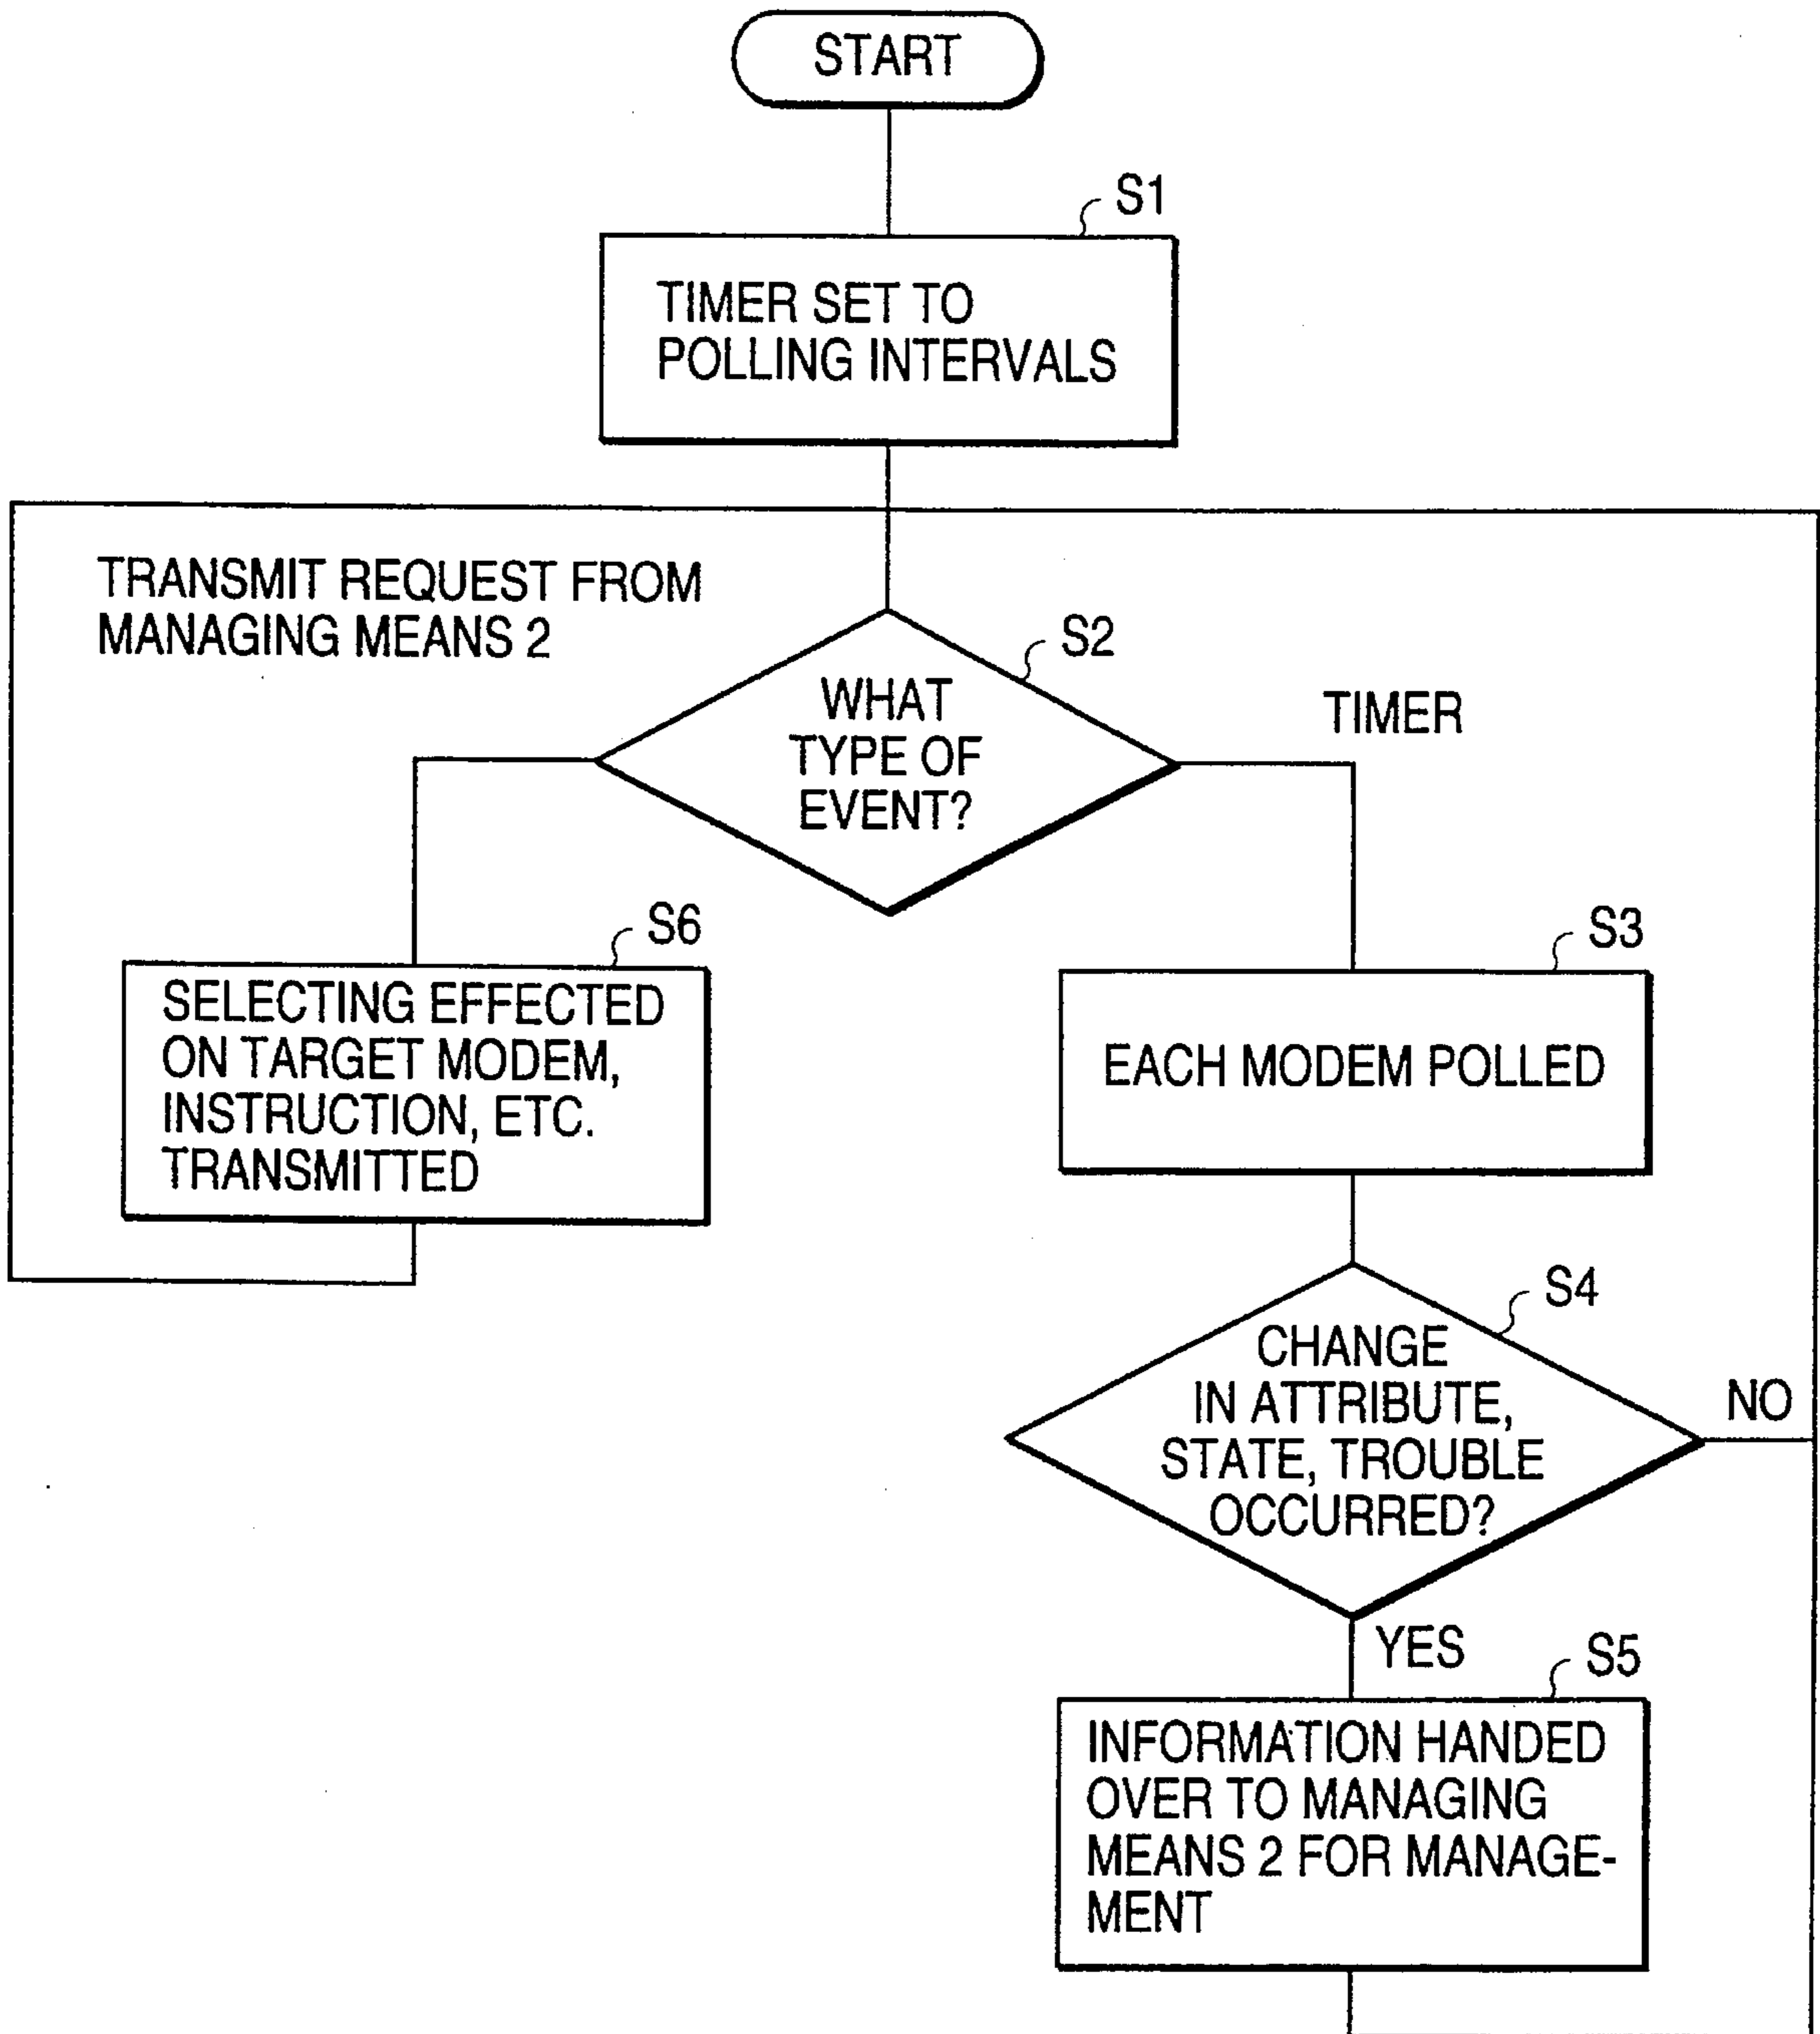 START
S1
TIMER SET TO
POLLING INTERVALS
TRANSMIT REQUEST FROM
MANAGING MEANS 2
S2
WHAT
TYPE OF
EVENT?
TIMER
S6
SELECTING EFFECTED
ON TARGET MODEM,
INSTRUCTION, ETC.
TRANSMITTED
S3
EACH MODEM POLLED
S4
CHANGE
IN ATTRIBUTE,
STATE, TROUBLE
OCCURRED?
NO
YES
S5
INFORMATION HANDED
OVER TO MANAGING
MEANS 2 FOR MANAGE-
MENT